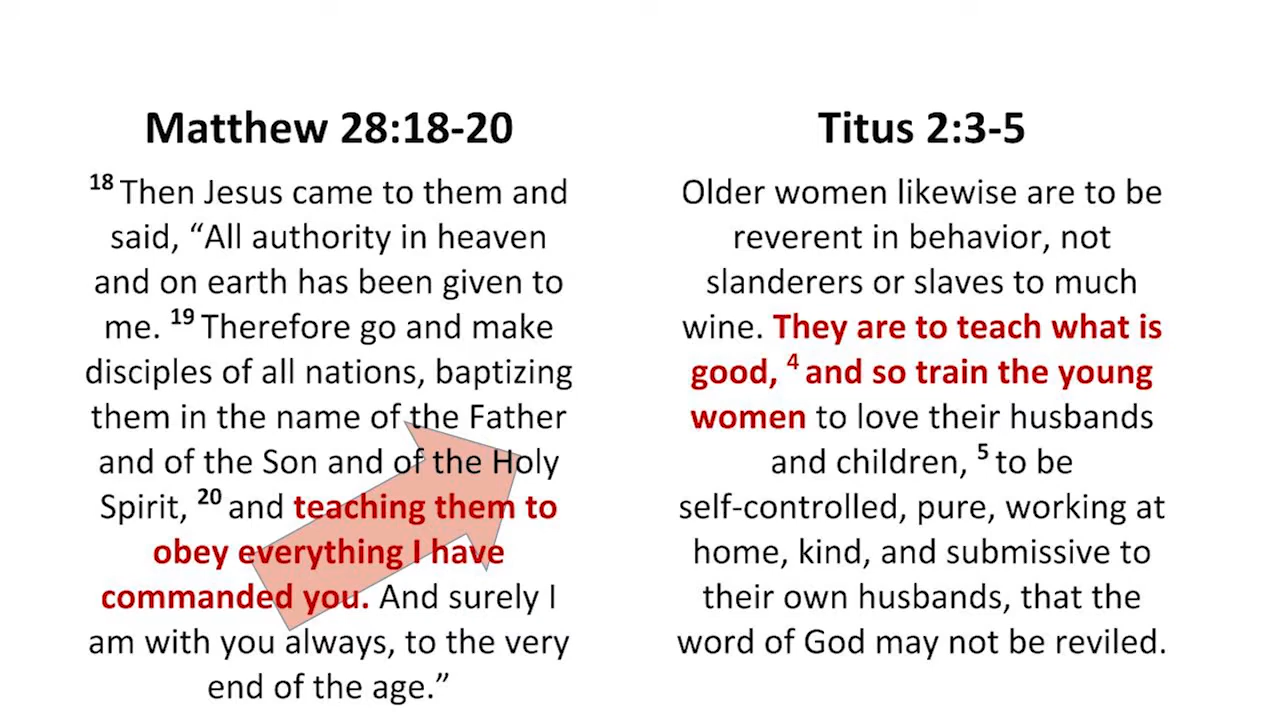 Matthew 28:18-20
18 Then Jesus came to them and
said, “All authority in heaven
and on earth has been given to
me. 19 Therefore go and make
disciples of all nations, baptizing
them in the name of the Father
and of the Son and of the Holy
Spirit, 20 and teaching them to
obey everything I have
commanded you. And surely I
am with you always, to the very
end of the age.”
Titus 2:3-5
Older women likewise are to be
reverent in behavior, not
slanderers or slaves to much
wine. They are to teach what is
good, 4 and so train the young
women to love their husbands
and children, 5 to be
self-controlled, pure, working at
home, kind, and submissive to
their own husbands, that the
word of God may not be reviled.